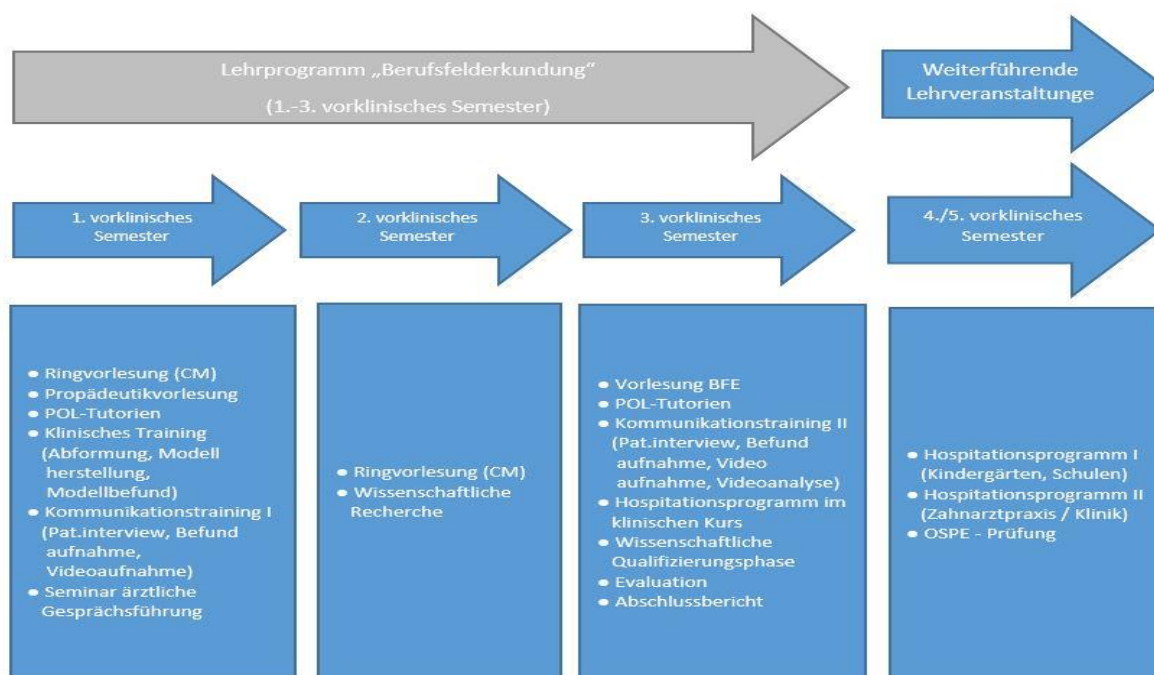 Lehrprogramm „Berufsfelderkundung“
(1.-3. vorklinisches Semester)
Weiterführende
Lehrveranstaltunge
1. vorklinisches
Semester
2. vorklinisches
Semester
3. vorklinisches
Semester
4./5. vorklinisches
Semester
● Ringvorlesung (CM)
● Propädeutikvorlesung
● POL-Tutorien
● Klinisches Training
(Abformung, Modell
herstellung,
Modellbefund)
● Kommunikationstraining I
(Pat.interview, Befund
aufnahme,
Videoaufnahme)
● Seminar ärztliche
Gesprächsführung
● Ringvorlesung (CM)
● Wissenschaftliche
Recherche
● Vorlesung BFE
● POL-Tutorien
● Kommunikationstraining II
(Pat.interview, Befund
aufnahme, Video
aufnahme, Videoanalyse)
● Hospitationsprogramm im
klinischen Kurs
● Wissenschaftliche
Qualifizierungsphase
● Evaluation
● Abschlussbericht
● Hospitationsprogramm I
(Kindergärten, Schulen)
● Hospitationsprogramm II
(Zahnarztpraxis / Klinik)
● OSPE - Prüfung